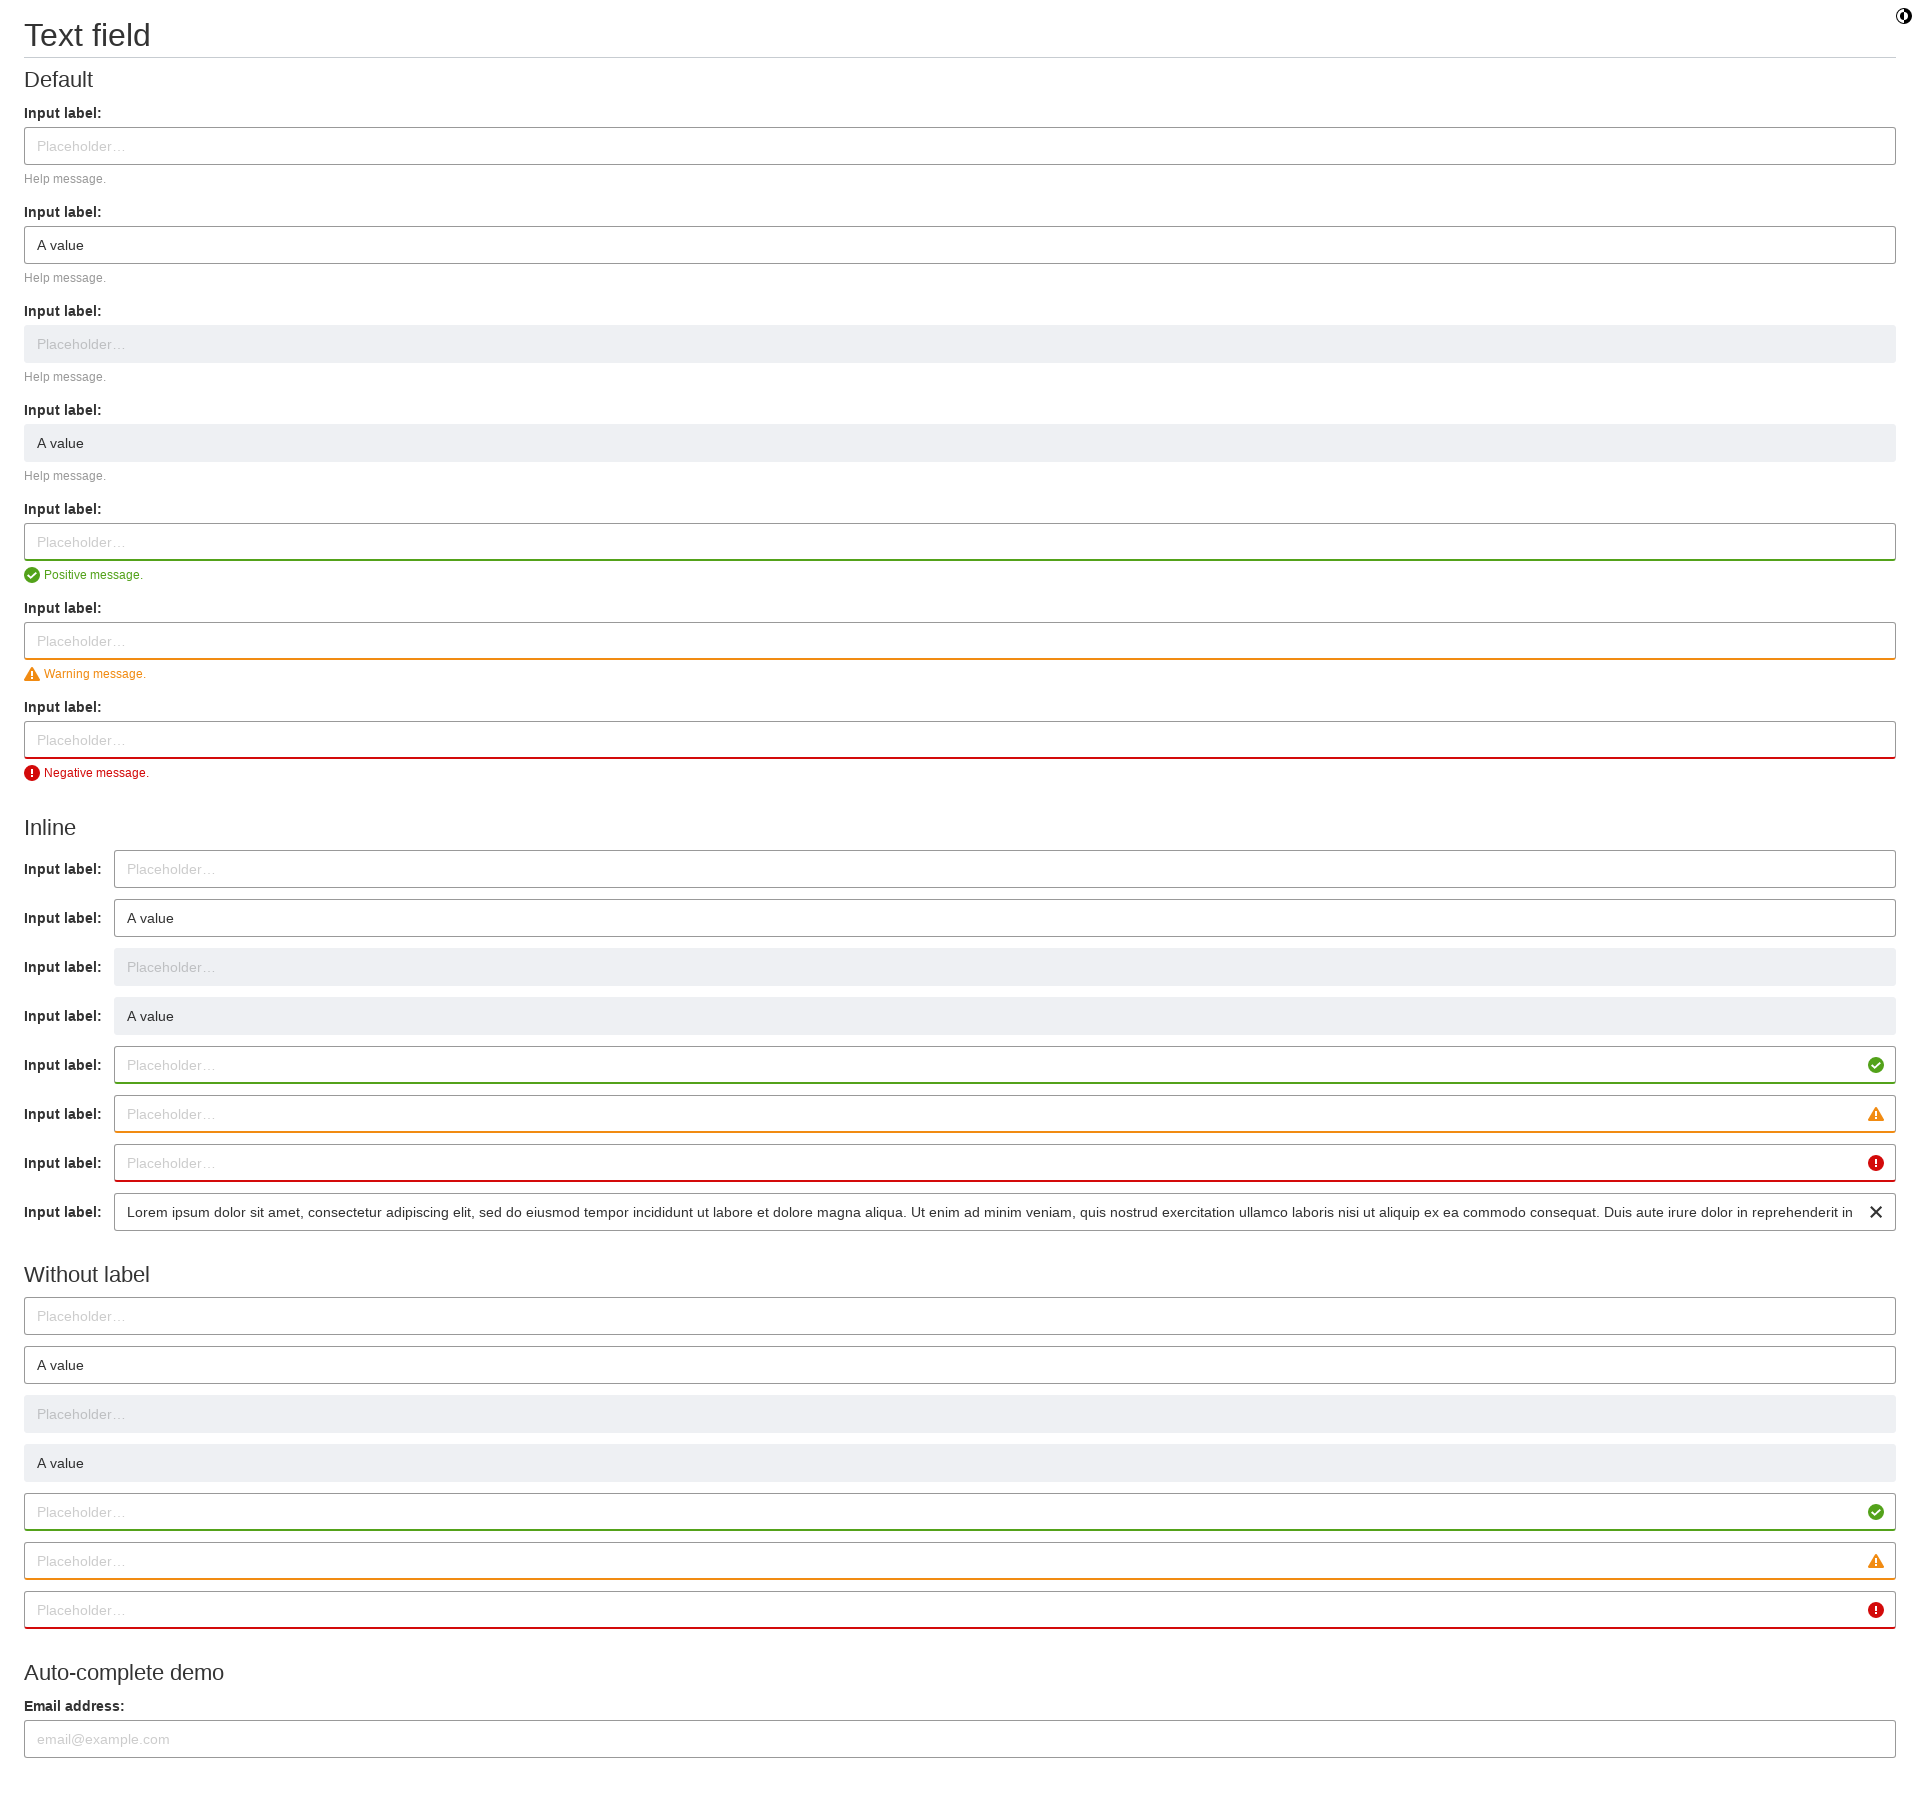 Text field
Default
Input label:
Placeholder…
Help message.
Input label:
A value
Help message.
Input label:
Placeholder…
Help message.
Input label:
A value
Help message.
Input label:
Placeholder…
Positive message.
Input label:
Placeholder…
Warning message.
Input label:
Placeholder…
Negative message.
Inline
Input label: Placeholder…
Input label: A value
Input label: Placeholder…
Input label: A value
Input label: Placeholder…
Input label: Placeholder…
Input label: Placeholder…
Input label: Lorem ipsum dolor sit amet, consectetur adipiscing elit, sed do eiusmod tempor incididunt ut labore et dolore magna aliqua. Ut enim ad minim veniam, quis nostrud exercitation ullamco laboris nisi ut aliquip ex ea commodo consequat. Duis aute irure dolor in reprehenderit in
Without label
Placeholder…
A value
Placeholder…
A value
Placeholder…
Placeholder…
Placeholder…
Auto-complete demo
Email address:
email@example.com